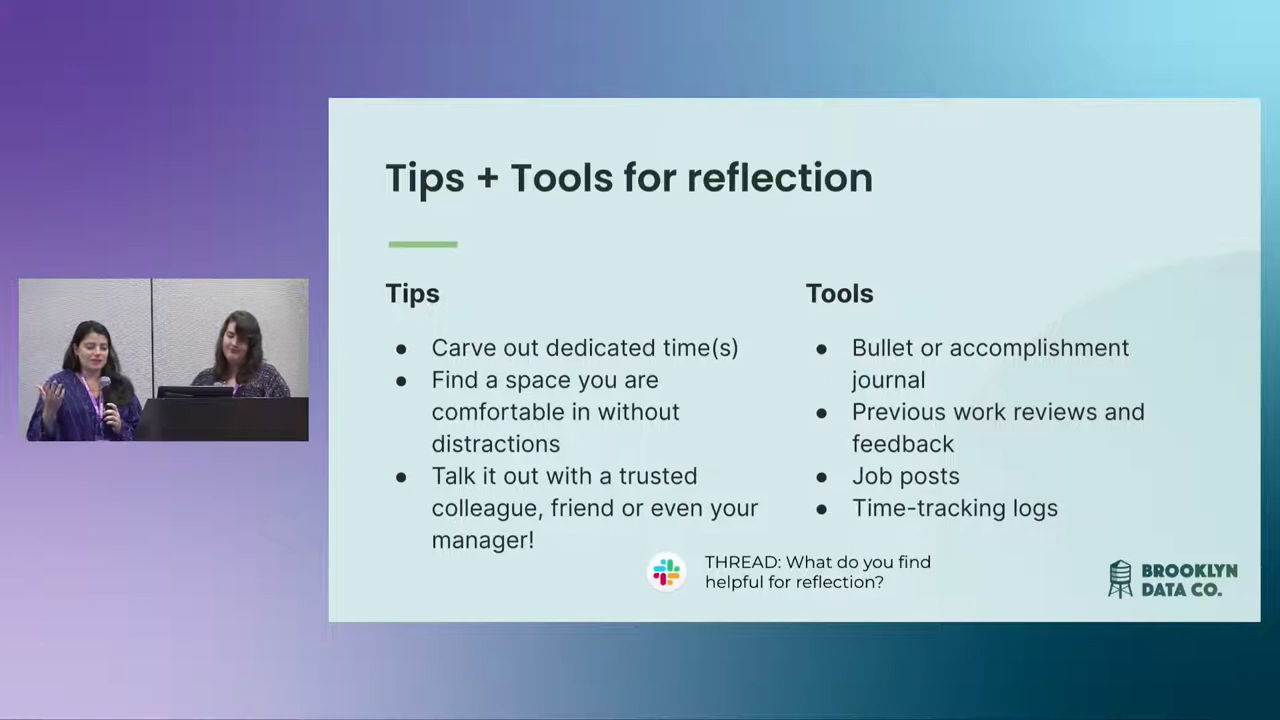 Tips + Tools for reflection
Tips
● Carve out dedicated time(s)
● Find a space you are
comfortable in without
distractions
● Talk it out with a trusted
colleague, friend or even your
manager!
Tools
● Bullet or accomplishment
journal
● Previous work reviews and
feedback
● Job posts
● Time-tracking logs
THREAD: What do you find
helpful for reflection?
BROOKLYN
DATA CO.